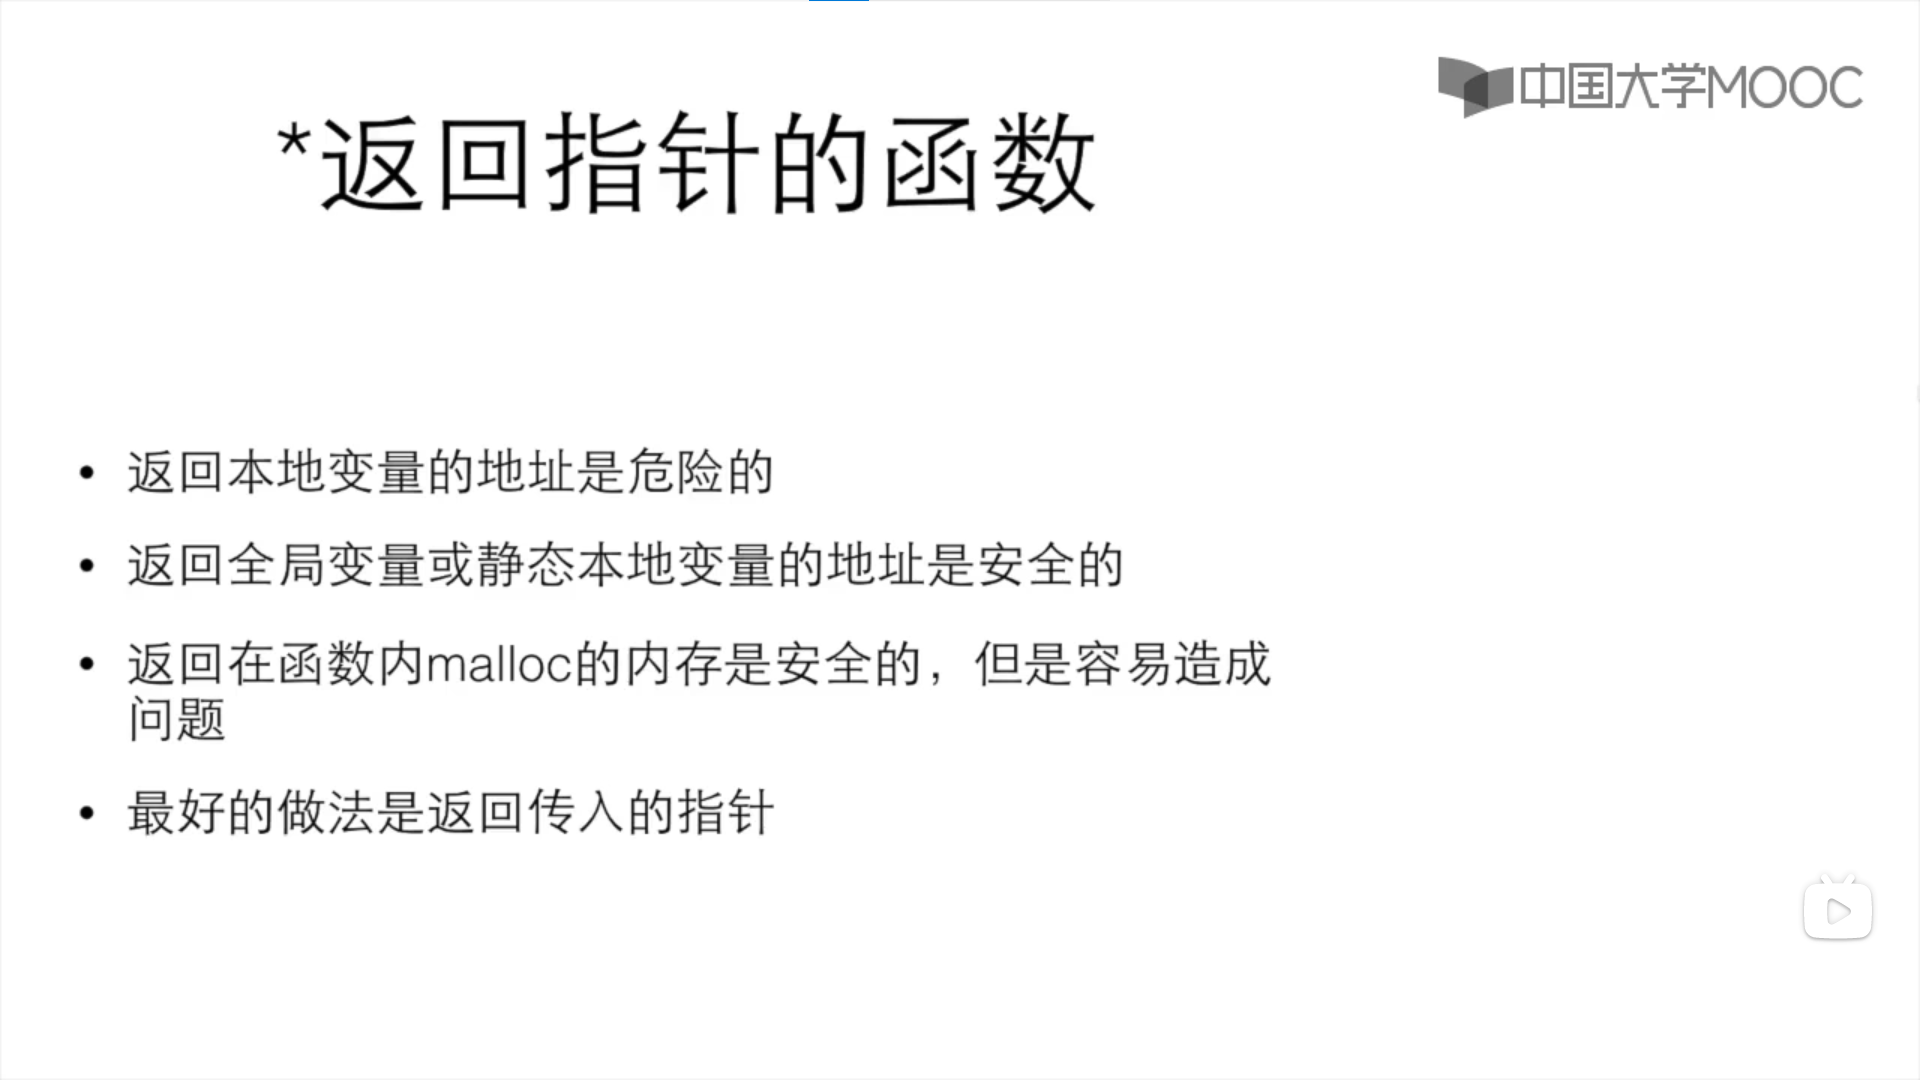 中国大学MOOC
*返回指针的函数
• 返回本地变量的地址是危险的
• 返回全局变量或静态本地变量的地址是安全的
• 返回在函数内malloc的内存是安全的，但是容易造成
问题
• 最好的做法是返回传入的指针